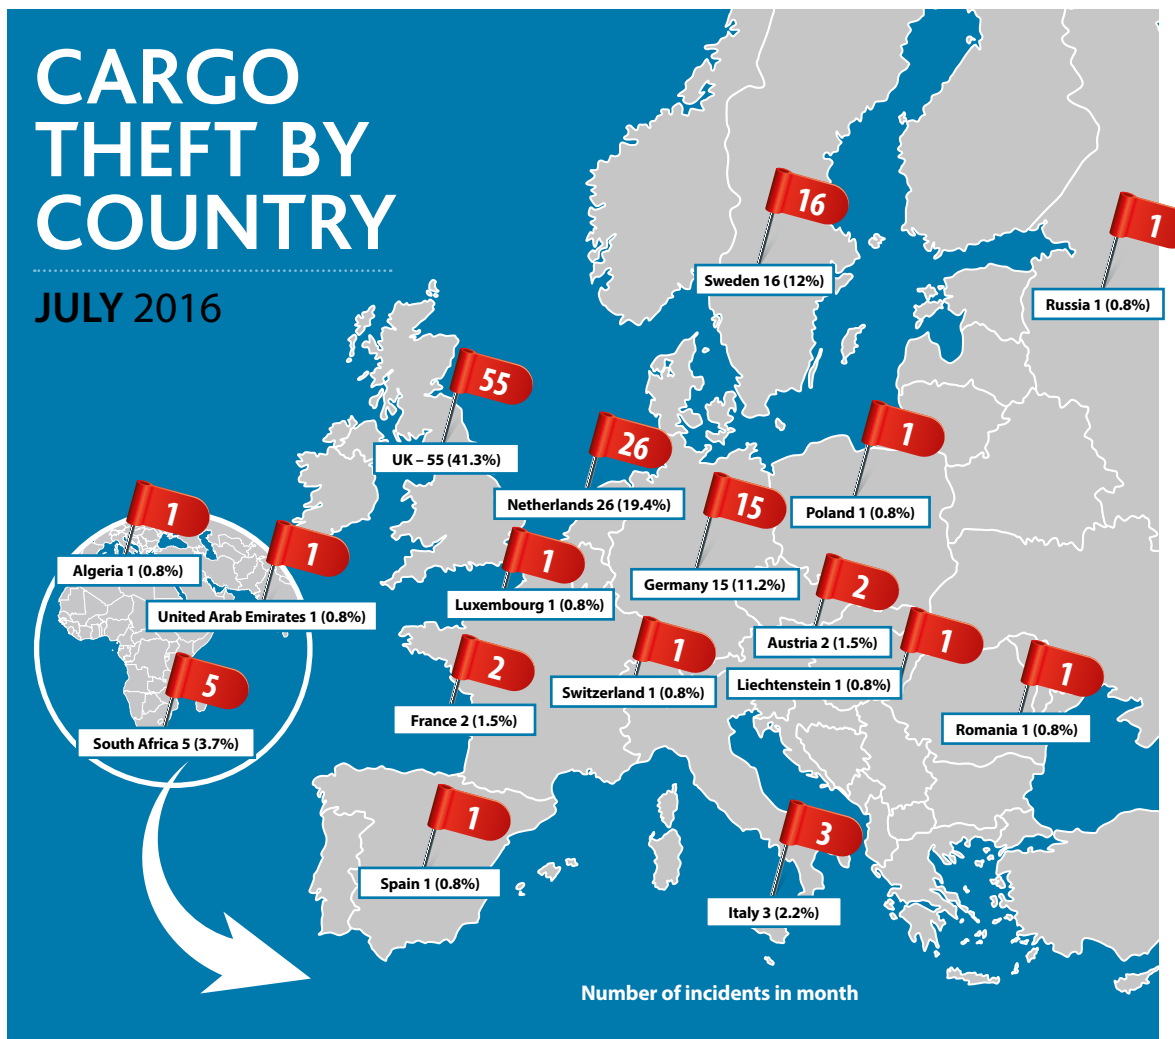 CARGO
THEFT BY
COUNTRY
JULY 2016
16
Sweden 16 (12%)
1
Russia 1 (0.8%)
55
UK – 55 (41.3%)
26
Netherlands 26 (19.4%)
1
Poland 1 (0.8%)
15
Germany 15 (11.2%)
1
Algeria 1 (0.8%)
1
United Arab Emirates 1 (0.8%)
1
Luxembourg 1 (0.8%)
2
Austria 2 (1.5%)
1
Liechtenstein 1 (0.8%)
1
Switzerland 1 (0.8%)
2
France 2 (1.5%)
1
Romania 1 (0.8%)
5
South Africa 5 (3.7%)
1
Spain 1 (0.8%)
3
Italy 3 (2.2%)
Number of incidents in month